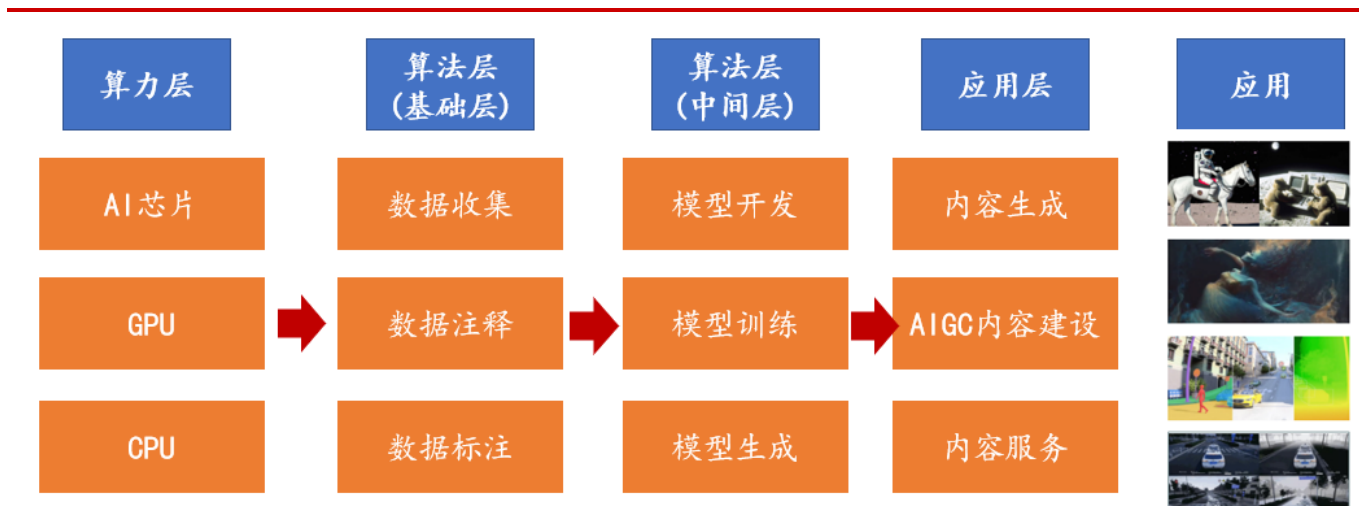 算力层
算法层
(基础层)
算法层
(中间层)
应用层
应用
AI芯片
数据收集
模型开发
内容生成
GPU
数据注释
模型训练
AIGC内容建设
CPU
数据标注
模型生成
内容服务